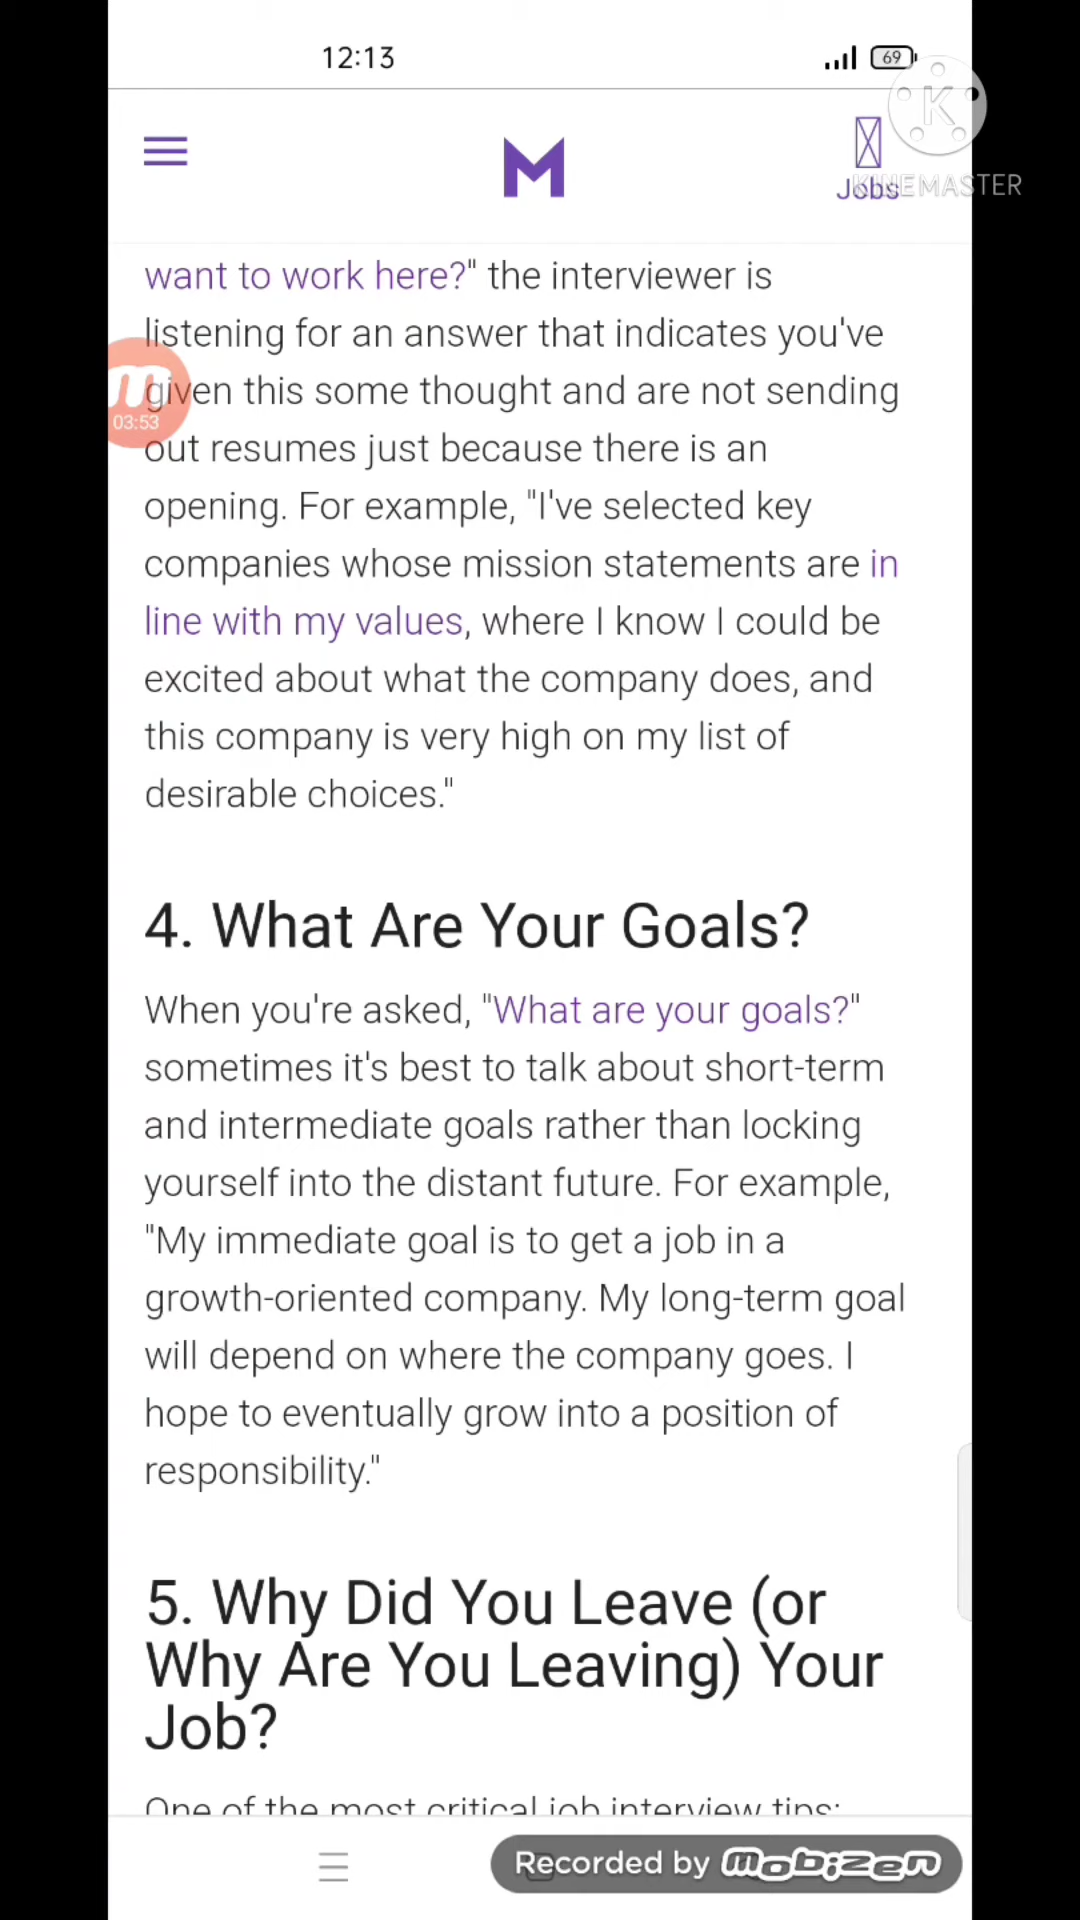 12:13
69
M
K
Jobs
KINEMASTER
want to work here?" the interviewer is
listening for an answer that indicates you've
given this some thought and are not sending
03:53
out resumes just because there is an
opening. For example, "I've selected key
companies whose mission statements are in
line with my values, where I know I could be
excited about what the company does, and
this company is very high on my list of
desirable choices."
4. What Are Your Goals?
When you're asked, "What are your goals?"
sometimes it's best to talk about short-term
and intermediate goals rather than locking
yourself into the distant future. For example,
"My immediate goal is to get a job in a
growth-oriented company. My long-term goal
will depend on where the company goes. I
hope to eventually grow into a position of
responsibility."
5. Why Did You Leave (or
Why Are You Leaving) Your
Job?
One of the most critical job interview tips:
Recorded by mobizen